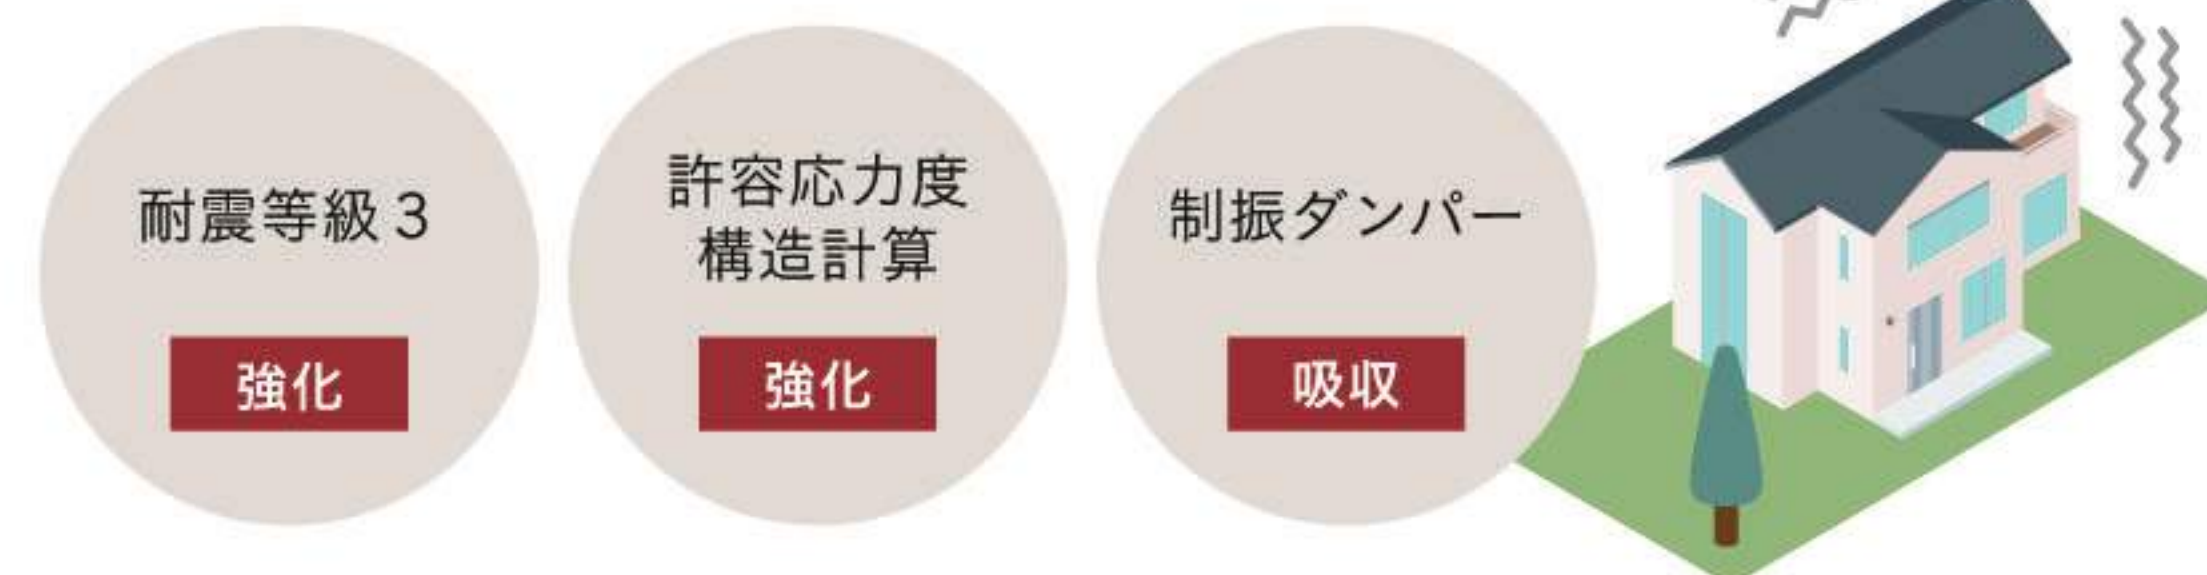 耐震等級3
強化
許容応力度
構造計算
強化
制振ダンパー
吸収